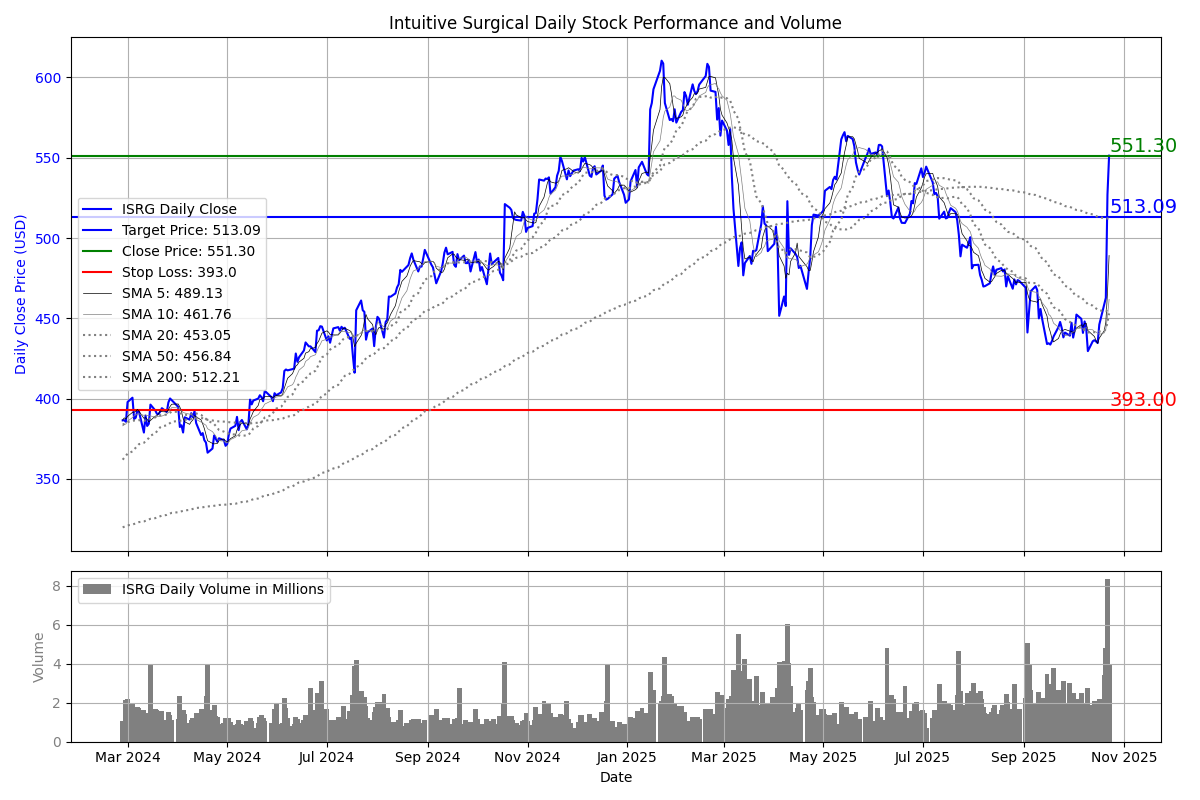 Intuitive Surgical Daily Stock Performance and Volume
Daily Close Price (USD)
600
550
500
450
400
350
551.30
513.09
393.00
ISRG Daily Close
Target Price: 513.09
Close Price: 551.30
Stop Loss: 393.0
SMA 5: 489.13
SMA 10: 461.76
SMA 20: 453.05
SMA 50: 456.84
SMA 200: 512.21
Volume
8
6
4
2
0
ISRG Daily Volume in Millions
Mar 2024 May 2024 Jul 2024 Sep 2024 Nov 2024 Jan 2025 Mar 2025 May 2025 Jul 2025 Sep 2025 Nov 2025
Date